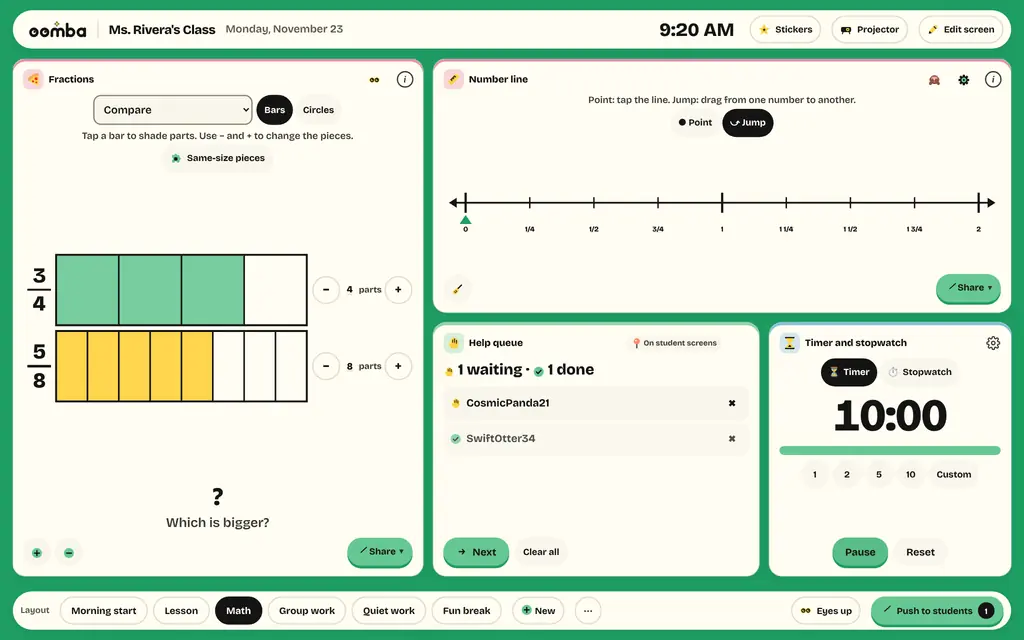 oomba
Ms. Rivera's Class
Monday, November 23
9:20 AM
Stickers
Projector
Edit screen
Fractions
i
Compare
Bars
Circles
Tap a bar to shade parts. Use − and + to change the pieces.
Same-size pieces
3
4
− 4 parts +
5
8
− 8 parts +
?
Which is bigger?
Share ▾
Number line
i
Point: tap the line. Jump: drag from one number to another.
Point
Jump
0 1/4 1/2 3/4 1 1 1/4 1 1/2 1 3/4 2
Share ▾
Help queue
On student screens
1 waiting · 1 done
CosmicPanda21 ✖
SwiftOtter34 ✖
→ Next
Clear all
Timer and stopwatch
Timer
Stopwatch
10:00
1 2 5 10 Custom
Pause
Reset
Layout
Morning start
Lesson
Math
Group work
Quiet work
Fun break
New
...
Eyes up
Push to students 1